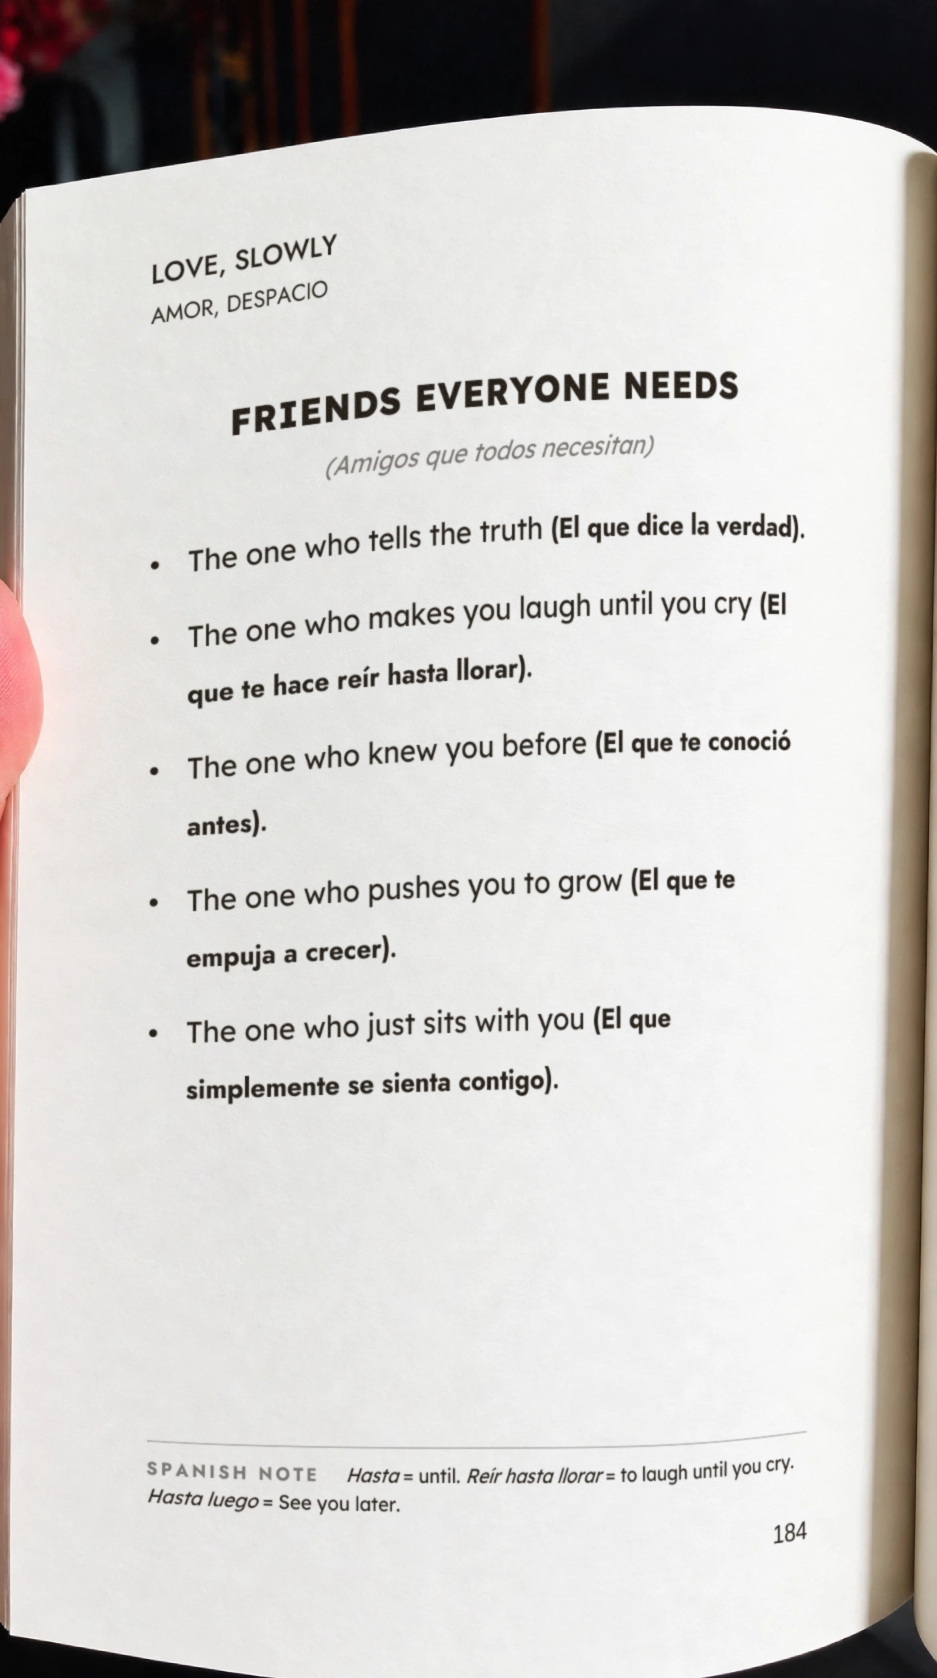 LOVE, SLOWLY
AMOR, DESPACIO
FRIENDS EVERYONE NEEDS
(Amigos que todos necesitan)
• The one who tells the truth (El que dice la verdad).
• The one who makes you laugh until you cry (El
que te hace reír hasta llorar).
• The one who knew you before (El que te conoció
antes).
• The one who pushes you to grow (El que te
empuja a crecer).
• The one who just sits with you (El que
simplemente se sienta contigo).
SPANISH NOTE Hasta = until. Reír hasta llorar = to laugh until you cry.
Hasta luego = See you later.
184